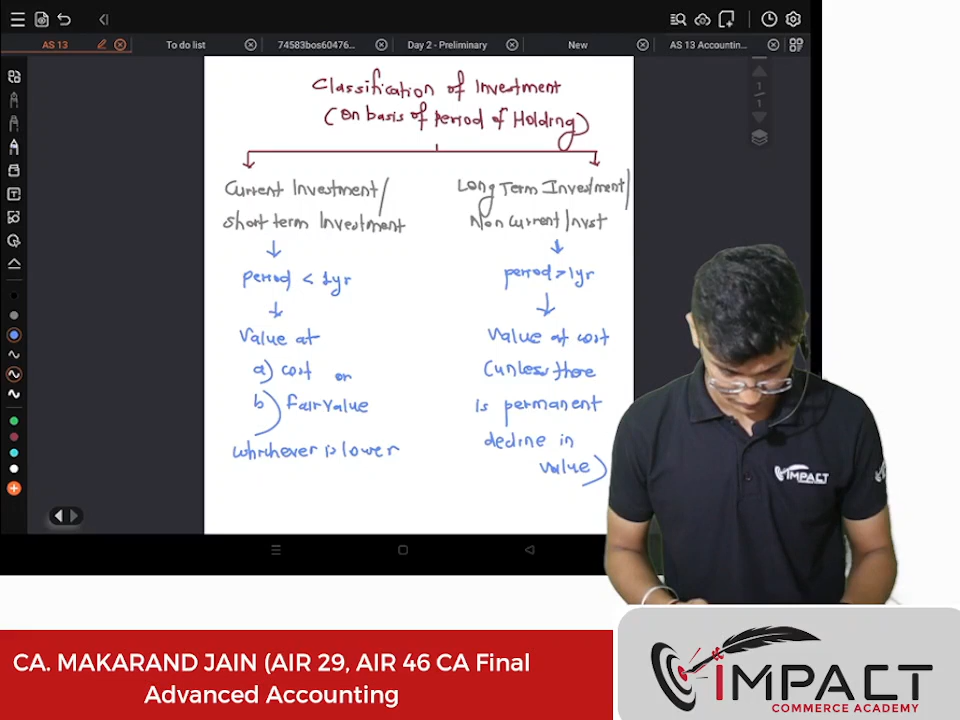 AS 13
To do list
74583bos60476...
Day 2 - Preliminary
New
AS 13 Accountin...
1/1
Classification of Investment
(on basis of period of Holding)
Current Investment/
Short term Investment
Long Term Investment/
Non current Invst
period < 1yr
period > 1yr
Value at
a) cost or
b) fair value
whichever is lower
Value at cost
(unless there
is permanent
decline in
value)
IMPACT
CA. MAKARAND JAIN (AIR 29, AIR 46 CA Final
Advanced Accounting
IMPACT
COMMERCE ACADEMY